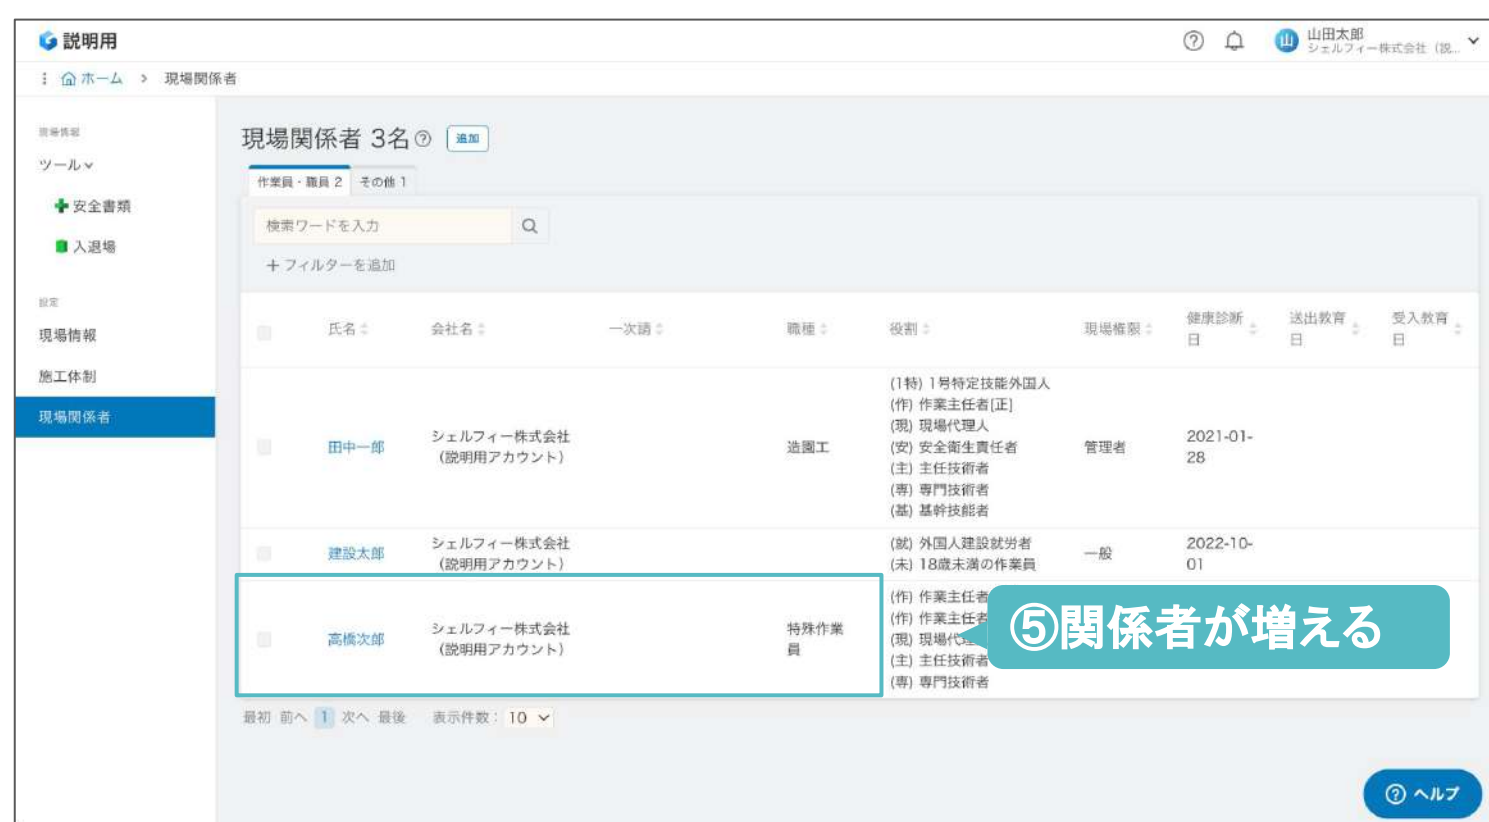 説明用
山田太郎
シェルフィー株式会社（説...
ホーム > 現場関係者
現場情報
ツール
安全書類
入退場
設定
現場情報
施工体制
現場関係者
現場関係者 3名
追加
作業員・職員 2 その他 1
検索ワードを入力
＋フィルターを追加
氏名 会社名 一次請 職種 役割 現場権限 健康診断日 送出教育日 受入教育日
田中一郎
シェルフィー株式会社
（説明用アカウント）
造園工
(1特) 1号特定技能外国人
(作) 作業主任者[正]
(現) 現場代理人
(安) 安全衛生責任者
(主) 主任技術者
(専) 専門技術者
(基) 基幹技能者
管理者
2021-01-
28
建設太郎
シェルフィー株式会社
（説明用アカウント）
(就) 外国人建設就労者
(未) 18歳未満の作業員
一般
2022-10-
01
高橋次郎
シェルフィー株式会社
（説明用アカウント）
特殊作業
員
(作) 作業主任者
(作) 作業主任者
(現) 現場代
(主) 主任技術者
(専) 専門技術者
⑤関係者が増える
最初 前へ 1 次へ 最後 表示件数： 10
ヘルプ